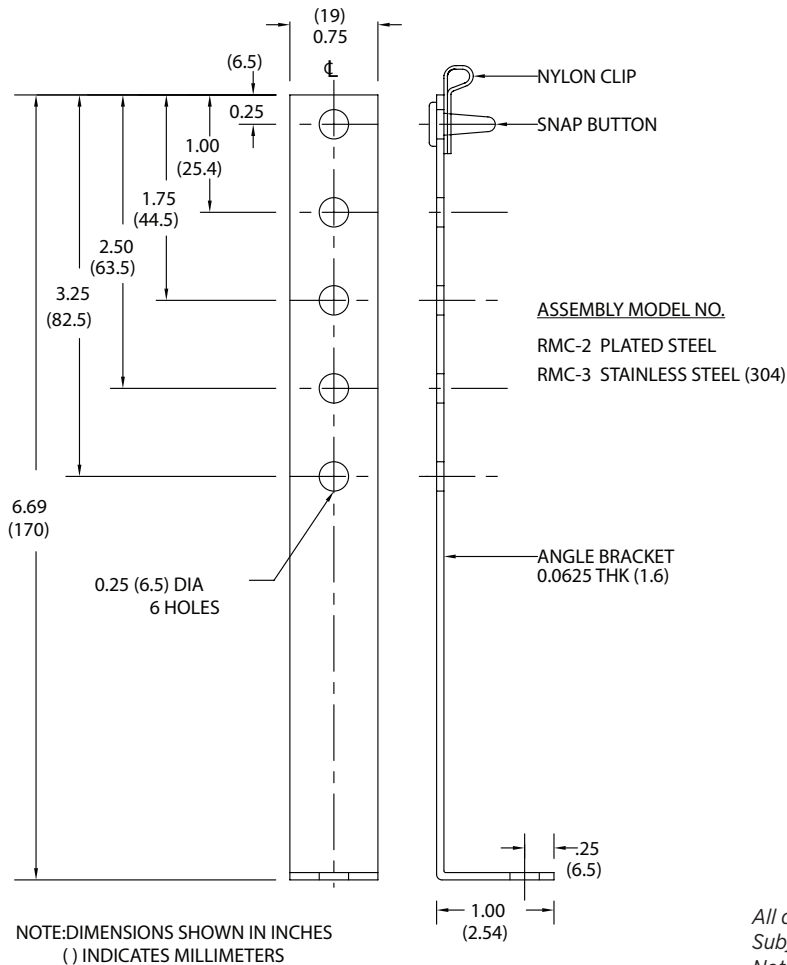 (19)
0.75
(6.5)
℄
0.25
1.00
(25.4)
1.75
(44.5)
2.50
(63.5)
3.25
(82.5)
6.69
(170)
0.25 (6.5) DIA
6 HOLES
NYLON CLIP
SNAP BUTTON
ASSEMBLY MODEL NO.
RMC-2 PLATED STEEL
RMC-3 STAINLESS STEEL (304)
ANGLE BRACKET
0.0625 THK (1.6)
.25
(6.5)
1.00
(2.54)
NOTE:DIMENSIONS SHOWN IN INCHES
( ) INDICATES MILLIMETERS
All